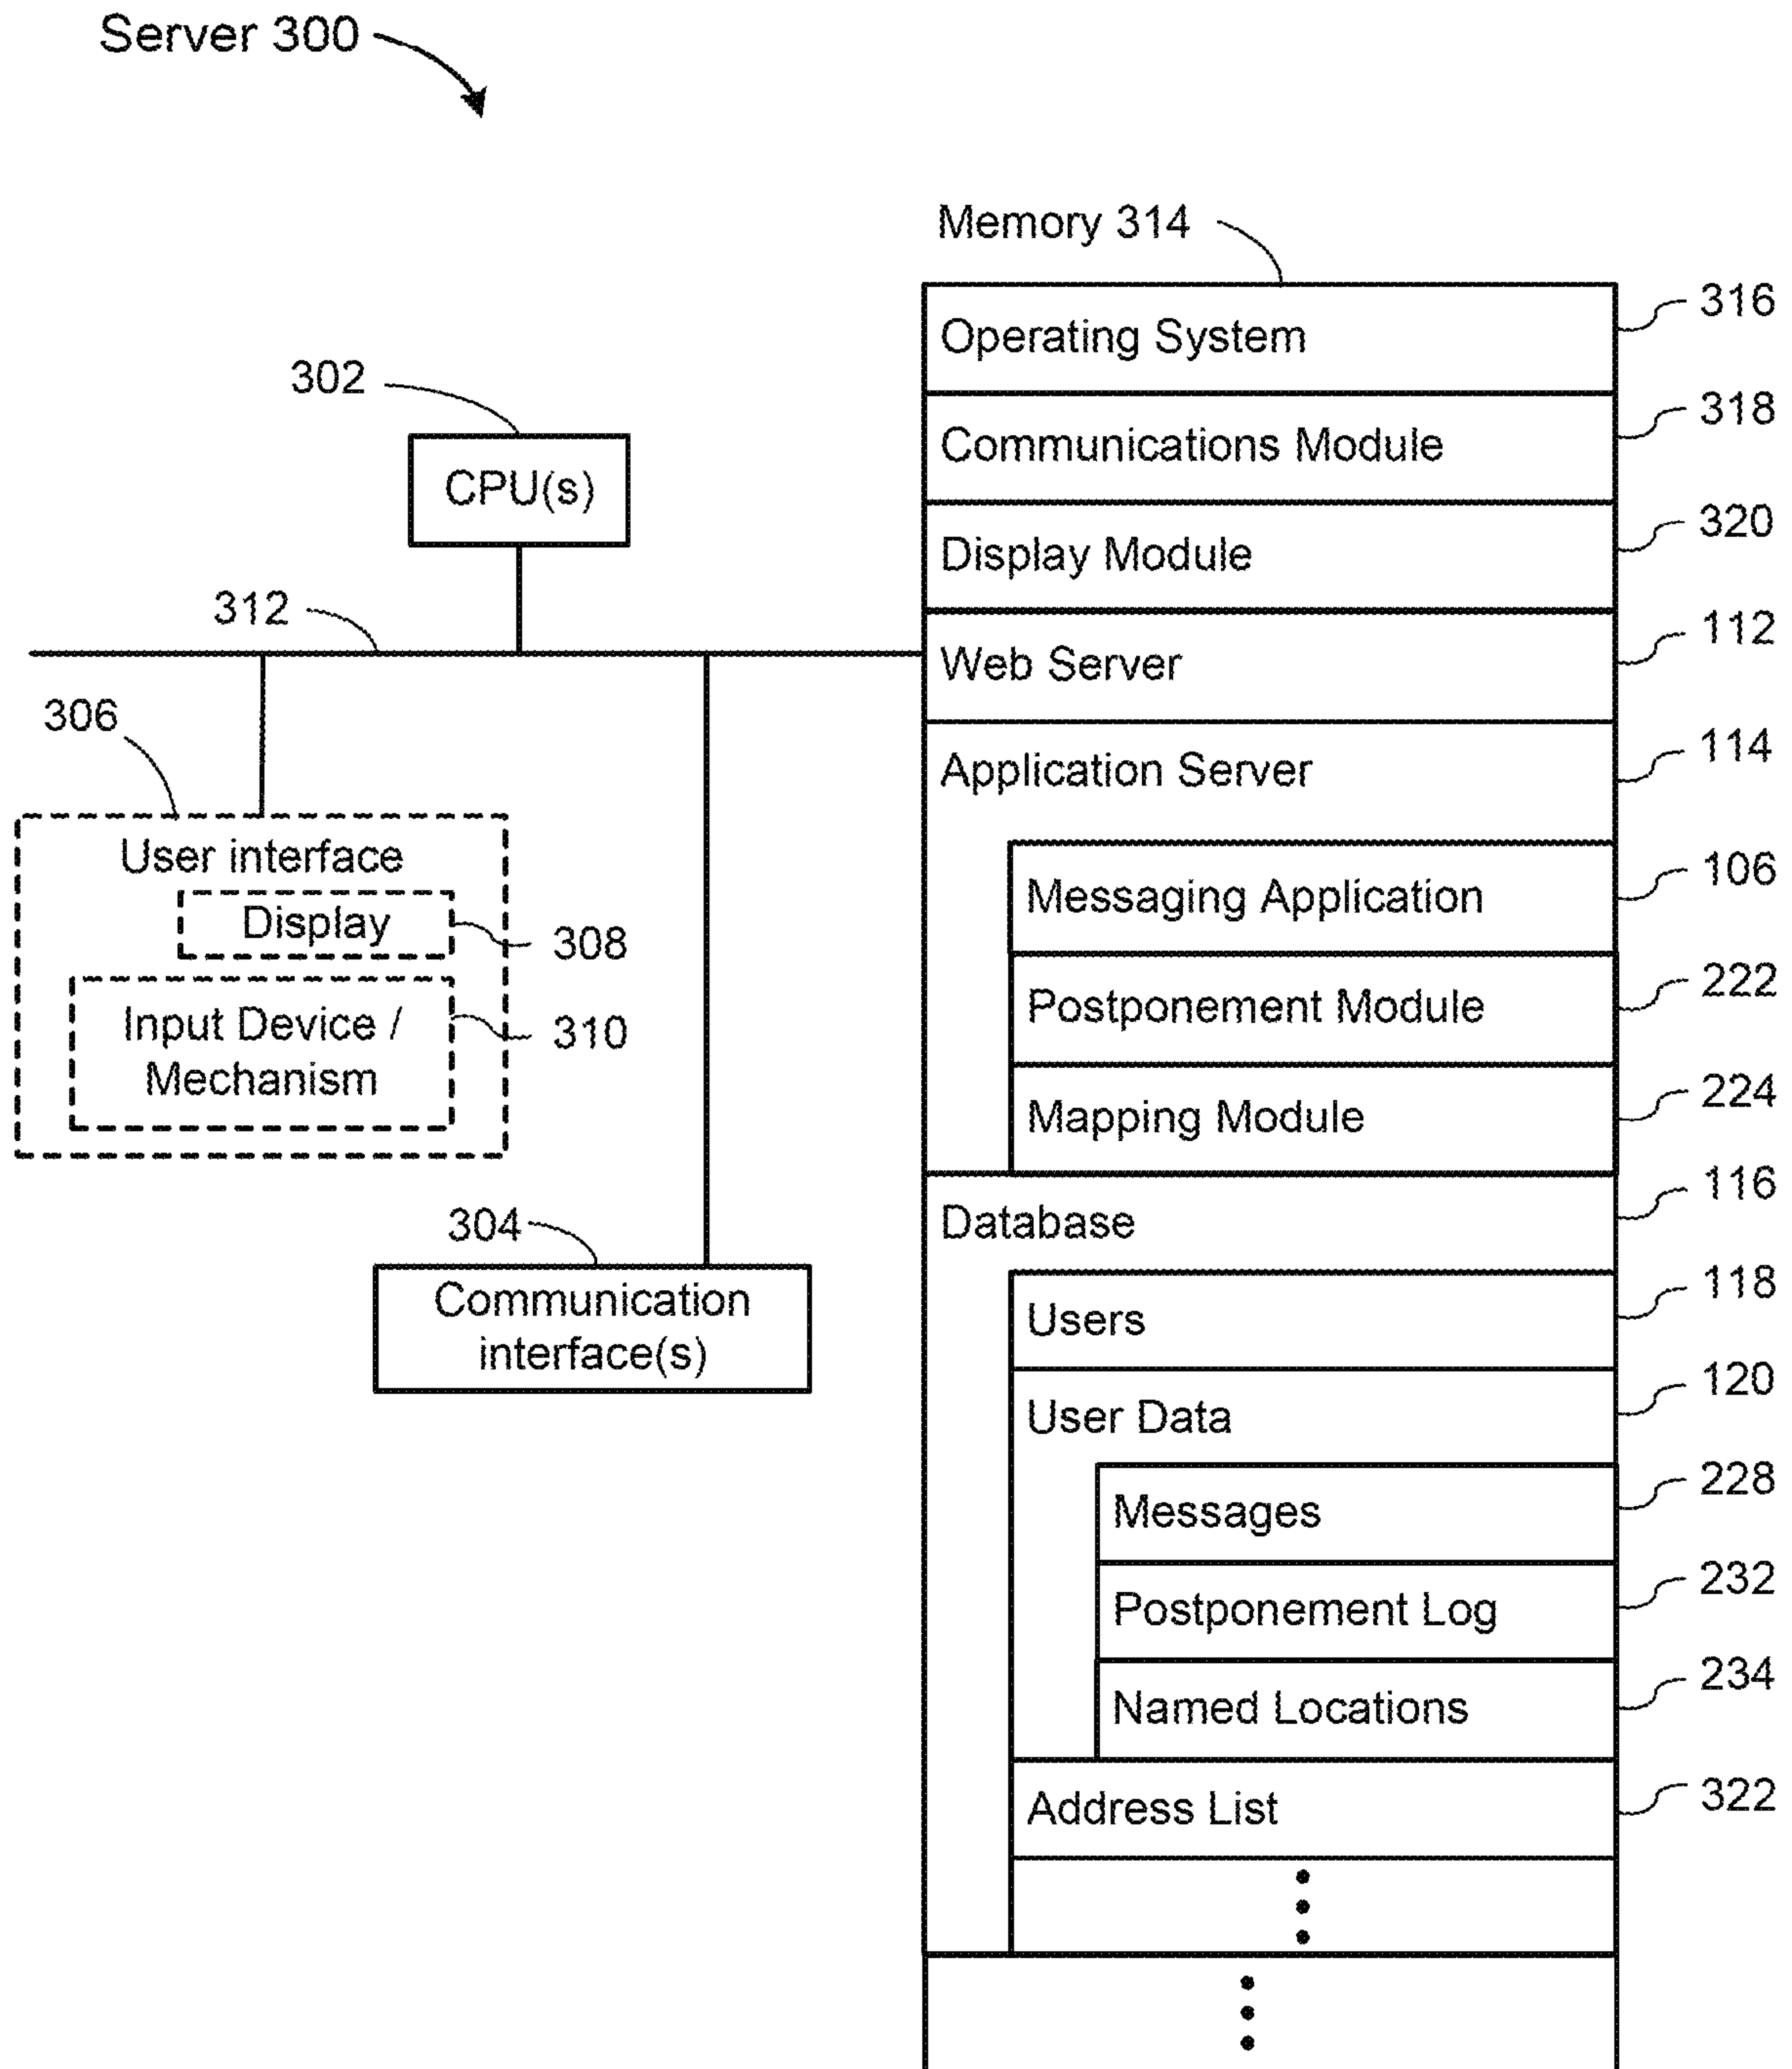 Server 300
Memory 314
Operating System 316
Communications Module 318
Display Module 320
Web Server 112
Application Server 114
Messaging Application 106
Postponement Module 222
Mapping Module 224
Database 116
Users 118
User Data 120
Messages 228
Postponement Log 232
Named Locations 234
Address List 322
302
CPU(s)
312
306
User interface
Display 308
Input Device / 310
Mechanism
304
Communication
interface(s)